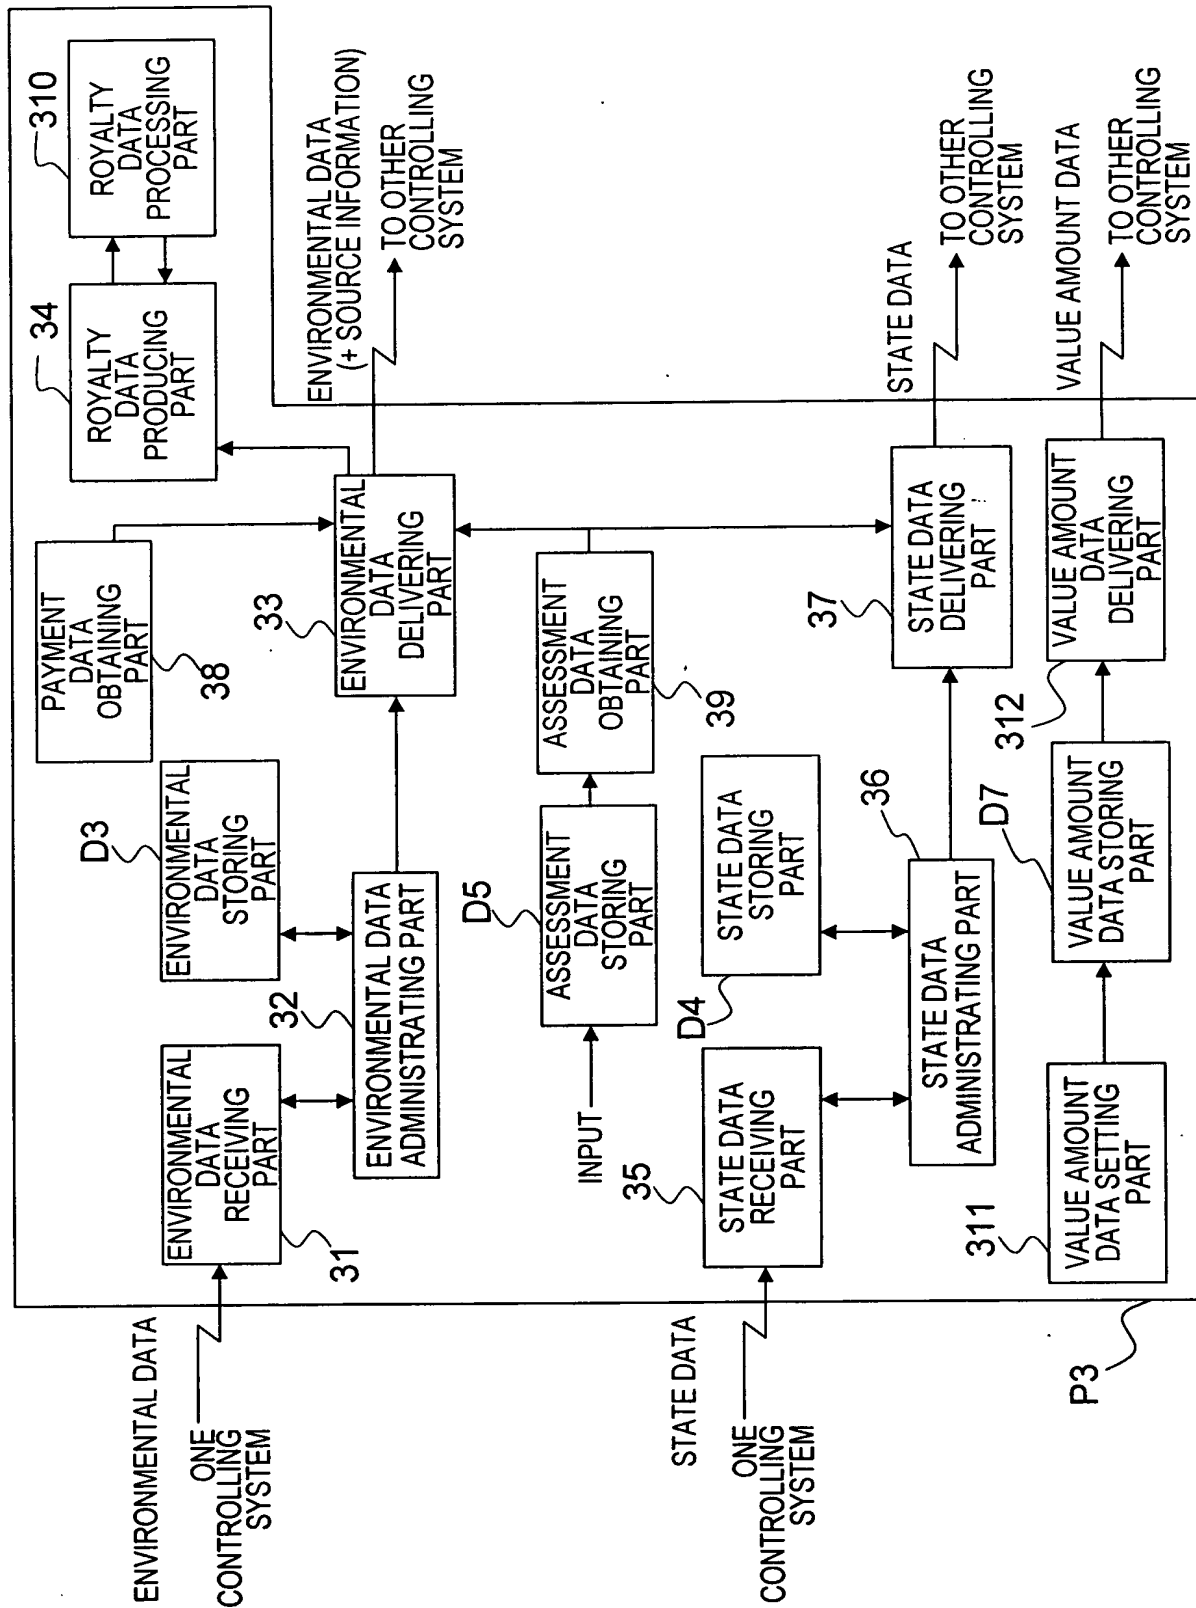 ENVIRONMENTAL DATA
ONE
CONTROLLING
SYSTEM
31
ENVIRONMENTAL
DATA
RECEIVING
PART
32
ENVIRONMENTAL DATA
ADMINISTRATING PART
D3
ENVIRONMENTAL
DATA
STORING
PART
PAYMENT
DATA
OBTAINING
PART
38
33
ENVIRONMENTAL
DATA
DELIVERING
PART
34
ROYALTY
DATA
PRODUCING
PART
310
ROYALTY
DATA
PROCESSING
PART
ENVIRONMENTAL DATA
(+ SOURCE INFORMATION)
TO OTHER
CONTROLLING
SYSTEM
INPUT
D5
ASSESSMENT
DATA
STORING
PART
ASSESSMENT
DATA
OBTAINING
PART
39
STATE DATA
ONE
CONTROLLING
SYSTEM
35
STATE DATA
RECEIVING
PART
D4
STATE DATA
STORING
PART
36
STATE DATA
ADMINISTRATING PART
37
STATE DATA
DELIVERING
PART
STATE DATA
TO OTHER
CONTROLLING
SYSTEM
311
VALUE AMOUNT
DATA SETTING
PART
D7
VALUE AMOUNT
DATA STORING
PART
312
VALUE AMOUNT
DATA
DELIVERING
PART
VALUE AMOUNT DATA
TO OTHER
CONTROLLING
SYSTEM
P3